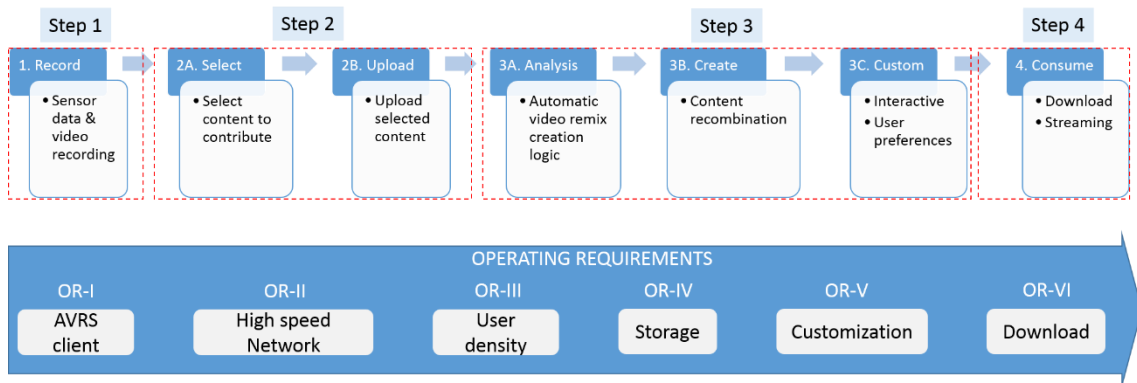 Step 1
Step 2
Step 3
Step 4
1. Record
• Sensor
data &
video
recording
2A. Select
• Select
content to
contribute
2B. Upload
• Upload
selected
content
3A. Analysis
• Automatic
video remix
creation
logic
3B. Create
• Content
recombination
3C. Custom
• Interactive
• User
preferences
4. Consume
• Download
• Streaming
OPERATING REQUIREMENTS
OR-I
AVRS
client
OR-II
High speed
Network
OR-III
User
density
OR-IV
Storage
OR-V
Customization
OR-VI
Download